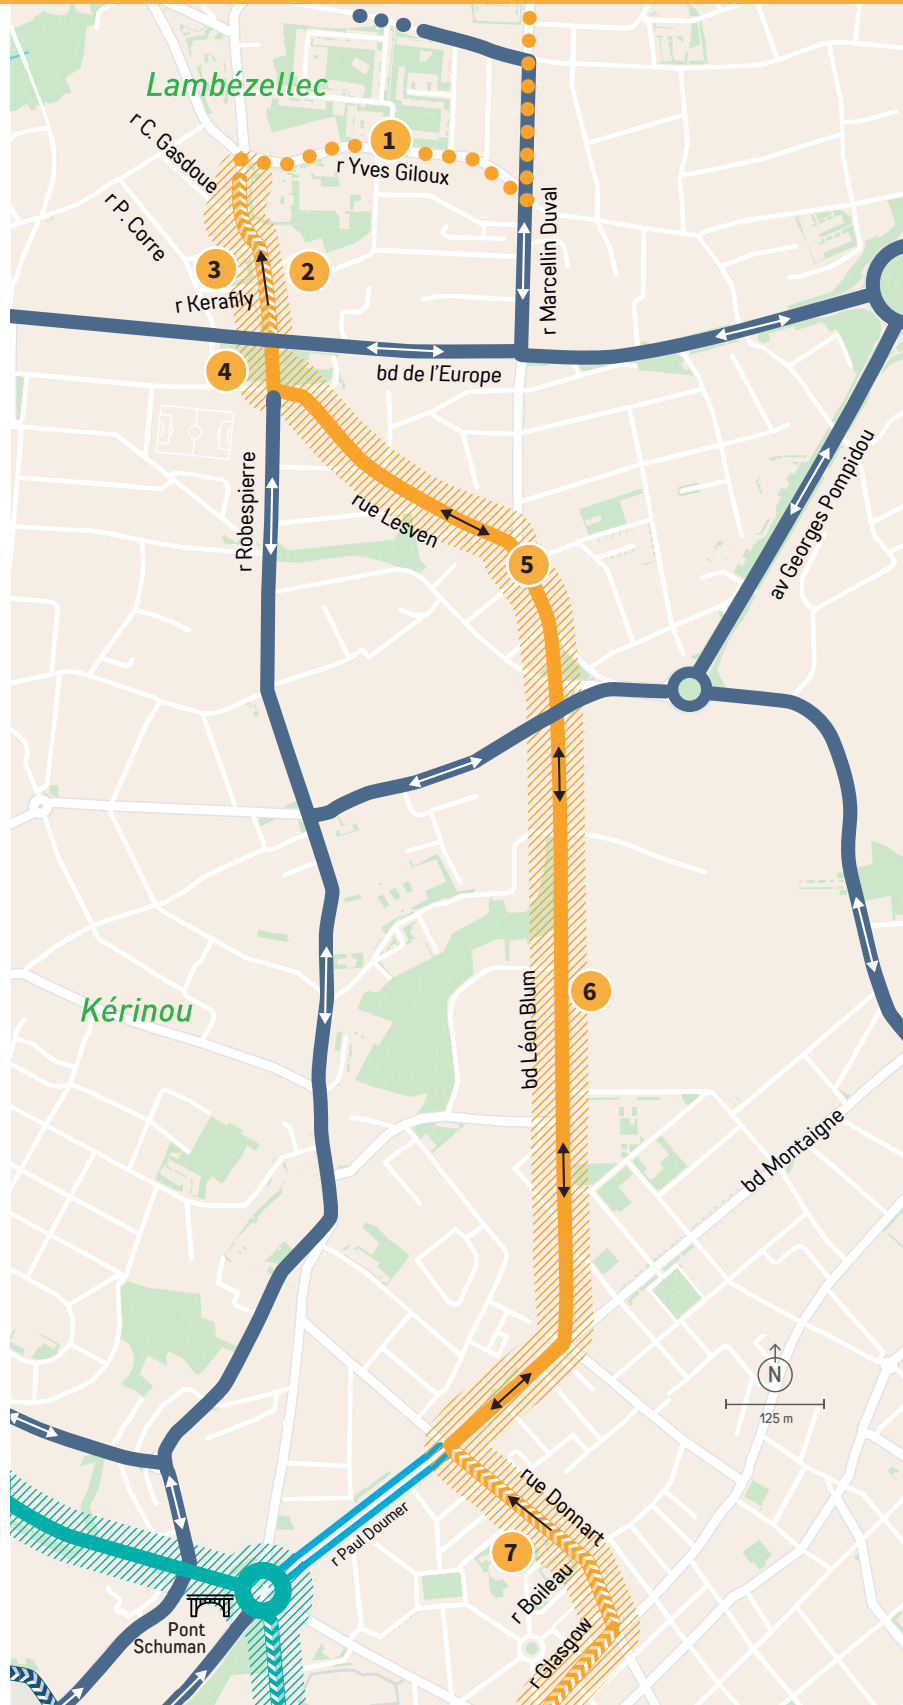 Lambézellec
r C. Gasdoue
1
r Yves Giloux
r P. Corre
r Marcellin Duval
3
2
r Kerafily
4
bd de l'Europe
r Robespierre
rue Lesven
av Georges Pompidou
5
6
bd Léon Blum
Kérinou
bd Montaigne
N
125 m
rue Donnart
r Paul Doumer
7
r Boileau
Pont
Schuman
r Glasgow